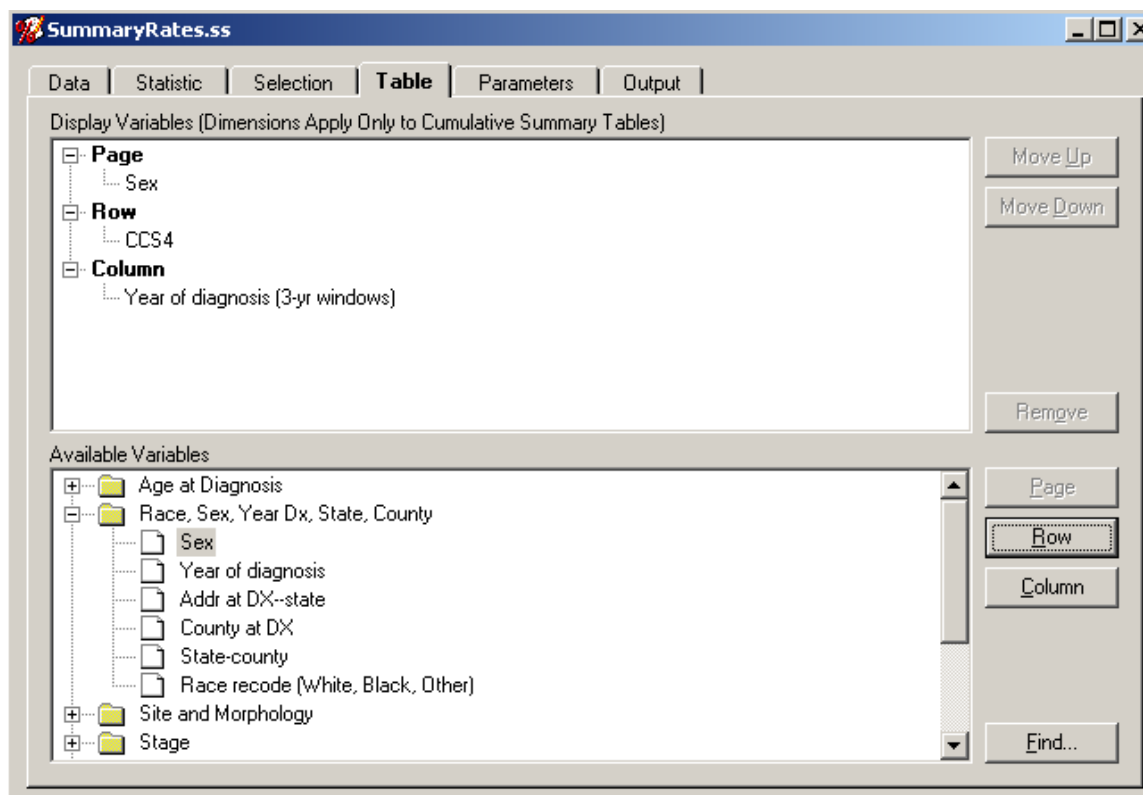 SummaryRates.ss
Data Statistic Selection Table Parameters Output
Display Variables (Dimensions Apply Only to Cumulative Summary Tables)
Page
Sex
Row
CCS4
Column
Year of diagnosis (3-yr windows)
Move Up
Move Down
Remove
Available Variables
Age at Diagnosis
Race, Sex, Year Dx, State, County
Sex
Year of diagnosis
Addr at DX--state
County at DX
State-county
Race recode (White, Black, Other)
Site and Morphology
Stage
Page
Row
Column
Find...